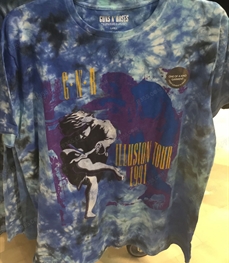 GUNS N' ROSES
G N R
ILLUSION TOUR
1991